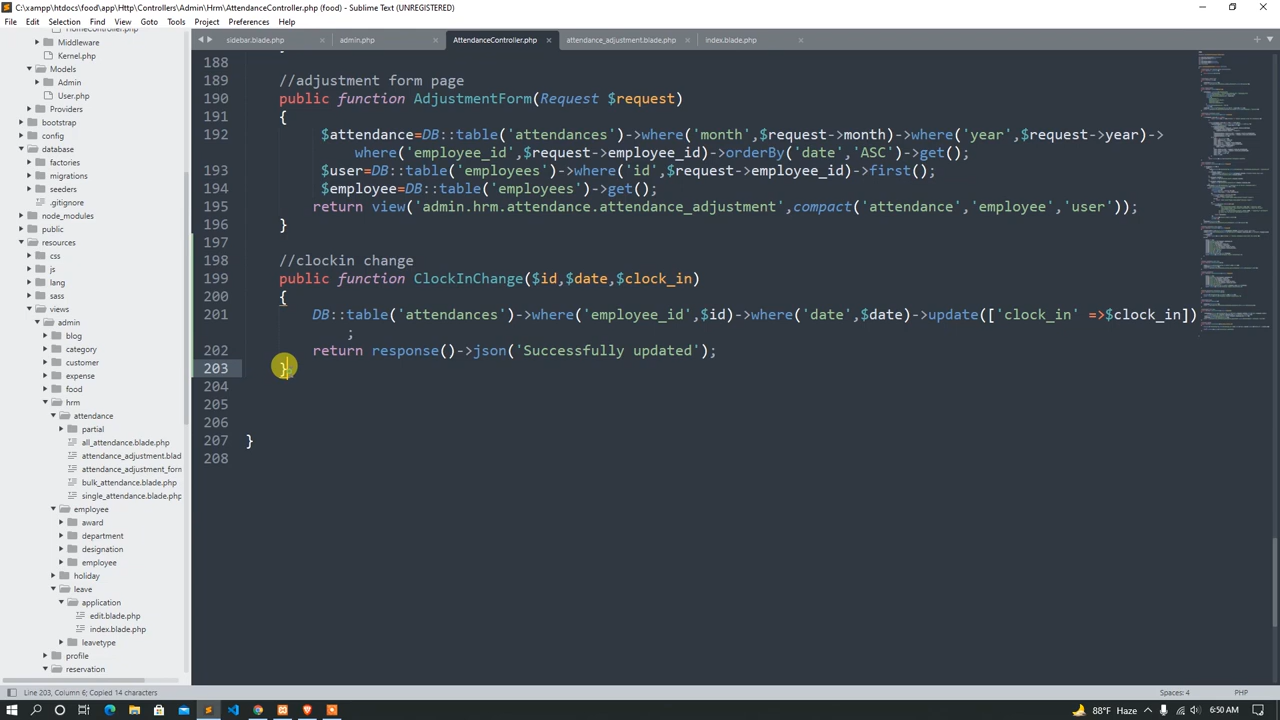 C:\xampp\htdocs\food\app\Http\Controllers\Admin\Hrm\AttendanceController.php (food) - Sublime Text (UNREGISTERED)
File Edit Selection Find View Goto Tools Project Preferences Help
sidebar.blade.php × admin.php × AttendanceController.php × attendance_adjustment.blade.php × index.blade.php ×
HomeController.php
Middleware
Kernel.php
Models
Admin
User.php
Providers
bootstrap
config
database
factories
migrations
seeders
.gitignore
node_modules
public
resources
css
js
lang
sass
views
admin
blog
category
customer
expense
food
hrm
attendance
partial
all_attendance.blade.php
attendance_adjustment.blad
attendance_adjustment_form
bulk_attendance.blade.php
single_attendance.blade.php
employee
award
department
designation
employee
holiday
leave
application
edit.blade.php
index.blade.php
leavetype
profile
reservation
188
189 //adjustment form page
190 public function AdjustmentForm(Request $request)
191 {
192 $attendance=DB::table('attendances')->where('month',$request->month)->where('year',$request->year)->
where('employee_id',$request->employee_id)->orderBy('date','ASC')->get();
193 $user=DB::table('employees')->where('id',$request->employee_id)->first();
194 $employee=DB::table('employees')->get();
195 return view('admin.hrm.attendance.attendance_adjustment',compact('attendance','employee','user'));
196 }
197
198 //clockin change
199 public function ClockInChange($id,$date,$clock_in)
200 {
201 DB::table('attendances')->where('employee_id',$id)->where('date',$date)->update(['clock_in' =>$clock_in])
;
202 return response()->json('Successfully updated');
203 }
204
205
206
207 }
208
Line 203, Column 6; Copied 14 characters Spaces: 4 PHP
88°F Haze 6:50 AM